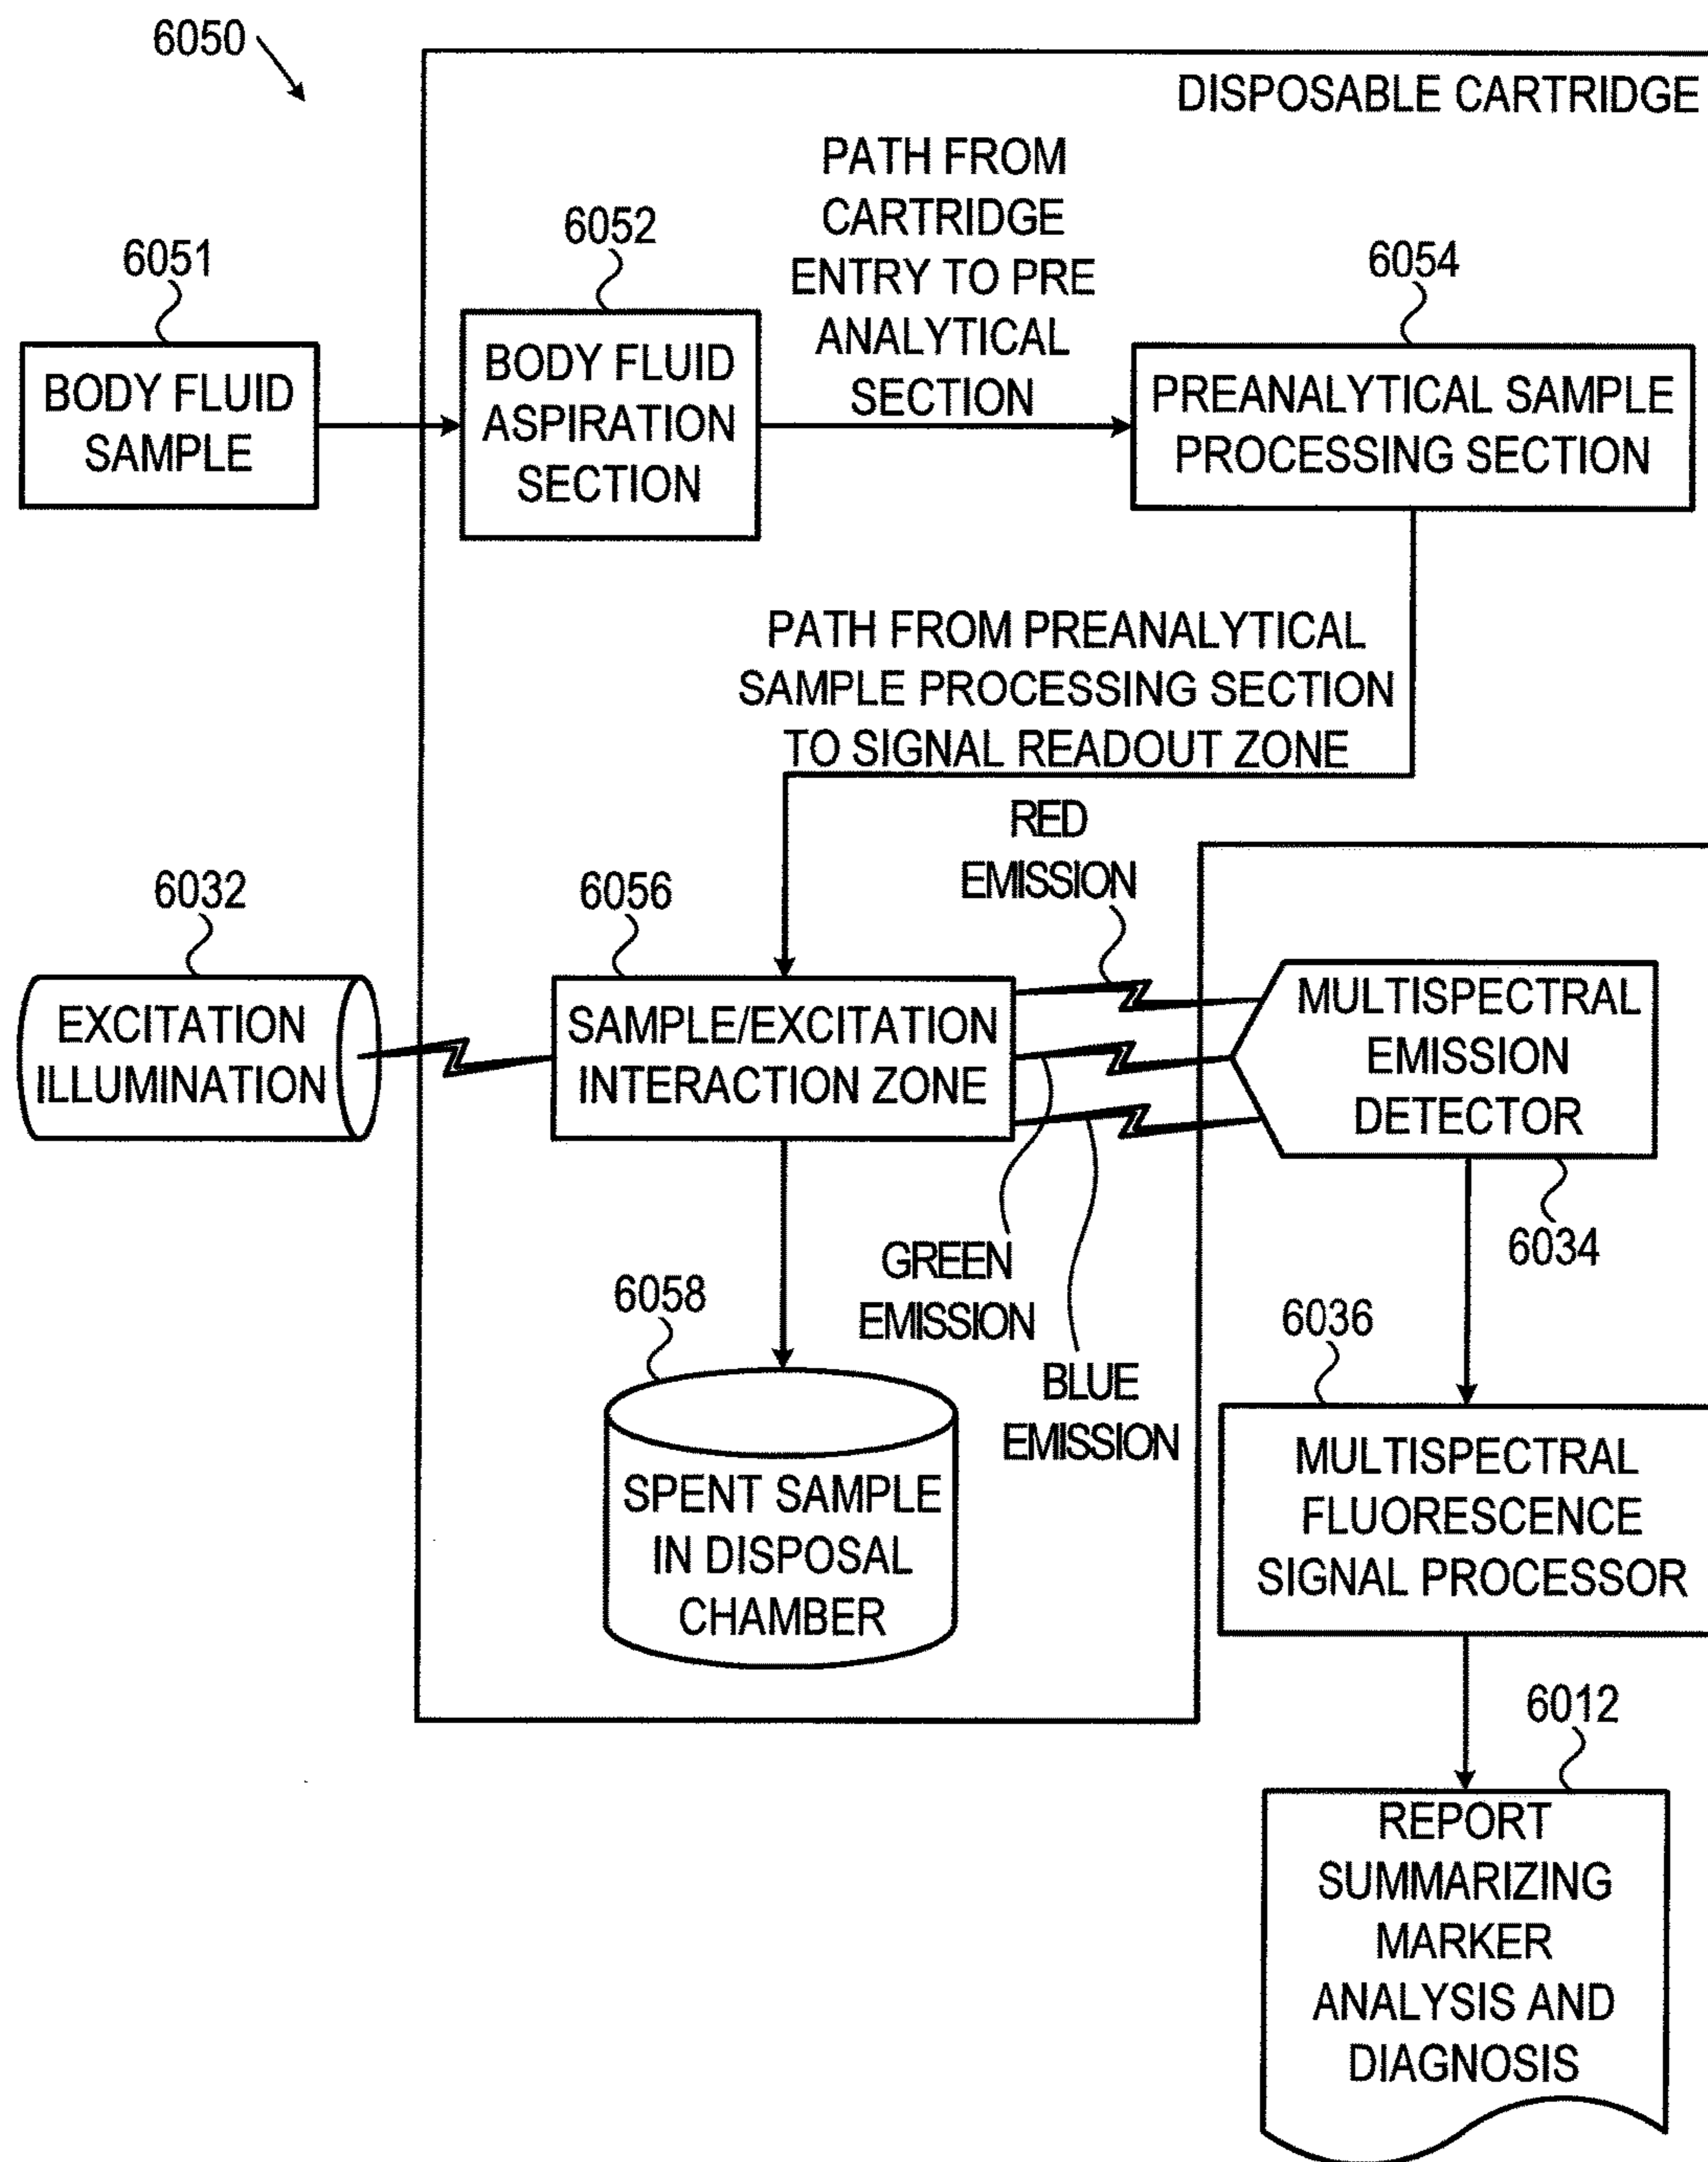 6050
DISPOSABLE CARTRIDGE
PATH FROM
CARTRIDGE
ENTRY TO PRE
ANALYTICAL
SECTION
6051
BODY FLUID
SAMPLE
6052
BODY FLUID
ASPIRATION
SECTION
6054
PREANALYTICAL SAMPLE
PROCESSING SECTION
PATH FROM PREANALYTICAL
SAMPLE PROCESSING SECTION
TO SIGNAL READOUT ZONE
RED
EMISSION
6032
EXCITATION
ILLUMINATION
6056
SAMPLE/EXCITATION
INTERACTION ZONE
MULTISPECTRAL
EMISSION
DETECTOR
6034
GREEN
EMISSION
BLUE
EMISSION
6058
SPENT SAMPLE
IN DISPOSAL
CHAMBER
6036
MULTISPECTRAL
FLUORESCENCE
SIGNAL PROCESSOR
6012
REPORT
SUMMARIZING
MARKER
ANALYSIS AND
DIAGNOSIS